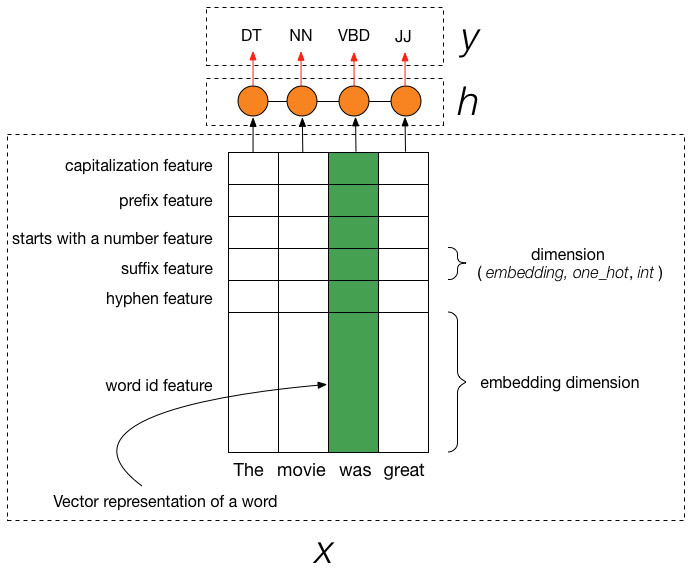 DT NN VBD JJ
y
h
capitalization feature
prefix feature
starts with a number feature
suffix feature
hyphen feature
dimension
( embedding, one_hot, int )
word id feature
embedding dimension
The movie was great
Vector representation of a word
x